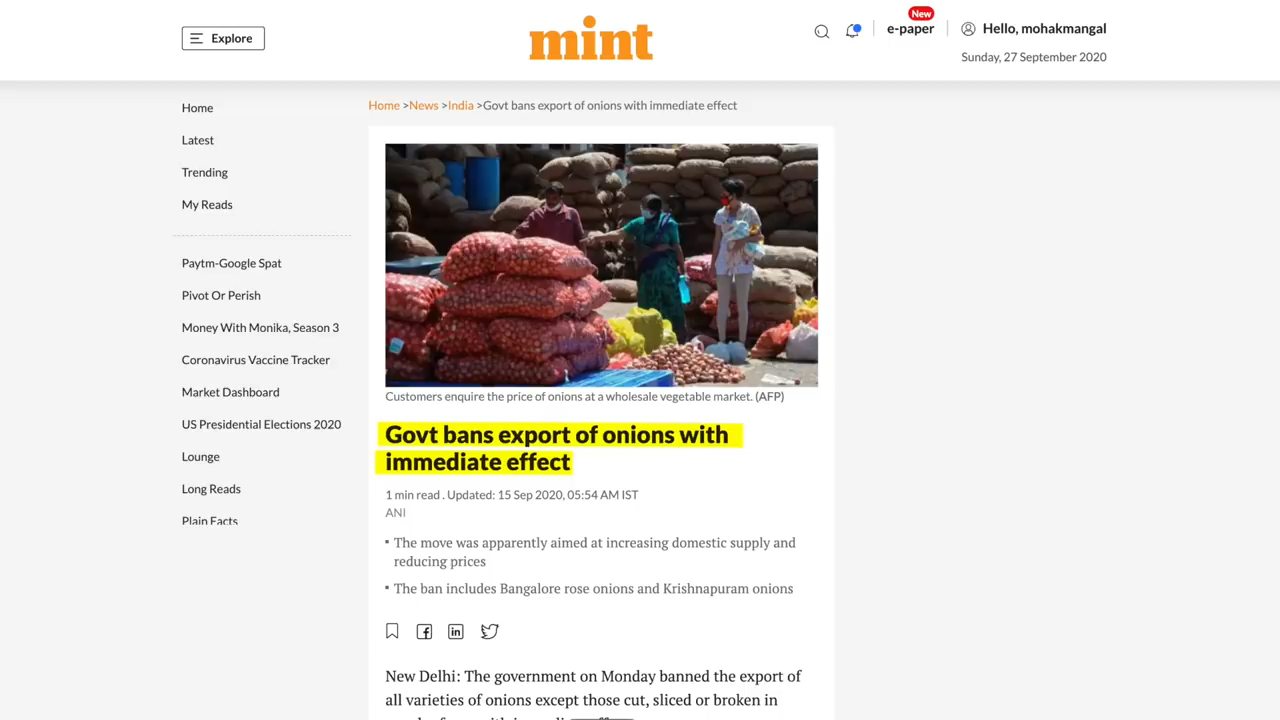 Explore
mint
New
e-paper
Hello, mohakmangal
Sunday, 27 September 2020
Home
Latest
Trending
My Reads
Paytm-Google Spat
Pivot Or Perish
Money With Monika, Season 3
Coronavirus Vaccine Tracker
Market Dashboard
US Presidential Elections 2020
Lounge
Long Reads
Plain Facts
Home >News >India >Govt bans export of onions with immediate effect
Customers enquire the price of onions at a wholesale vegetable market. (AFP)
Govt bans export of onions with
immediate effect
1 min read . Updated: 15 Sep 2020, 05:54 AM IST
ANI
▪ The move was apparently aimed at increasing domestic supply and
reducing prices
▪ The ban includes Bangalore rose onions and Krishnapuram onions
New Delhi: The government on Monday banned the export of
all varieties of onions except those cut, sliced or broken in